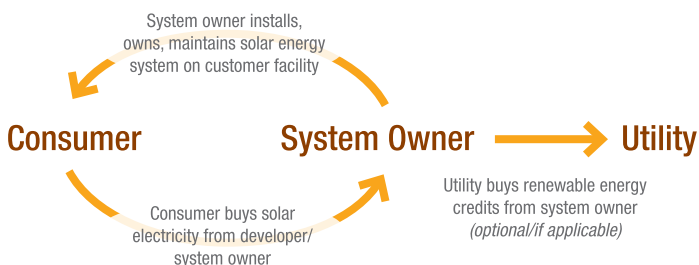 System owner installs,
owns, maintains solar energy
system on customer facility
Consumer
System Owner
Utility
Consumer buys solar
electricity from developer/
system owner
Utility buys renewable energy
credits from system owner
(optional/if applicable)